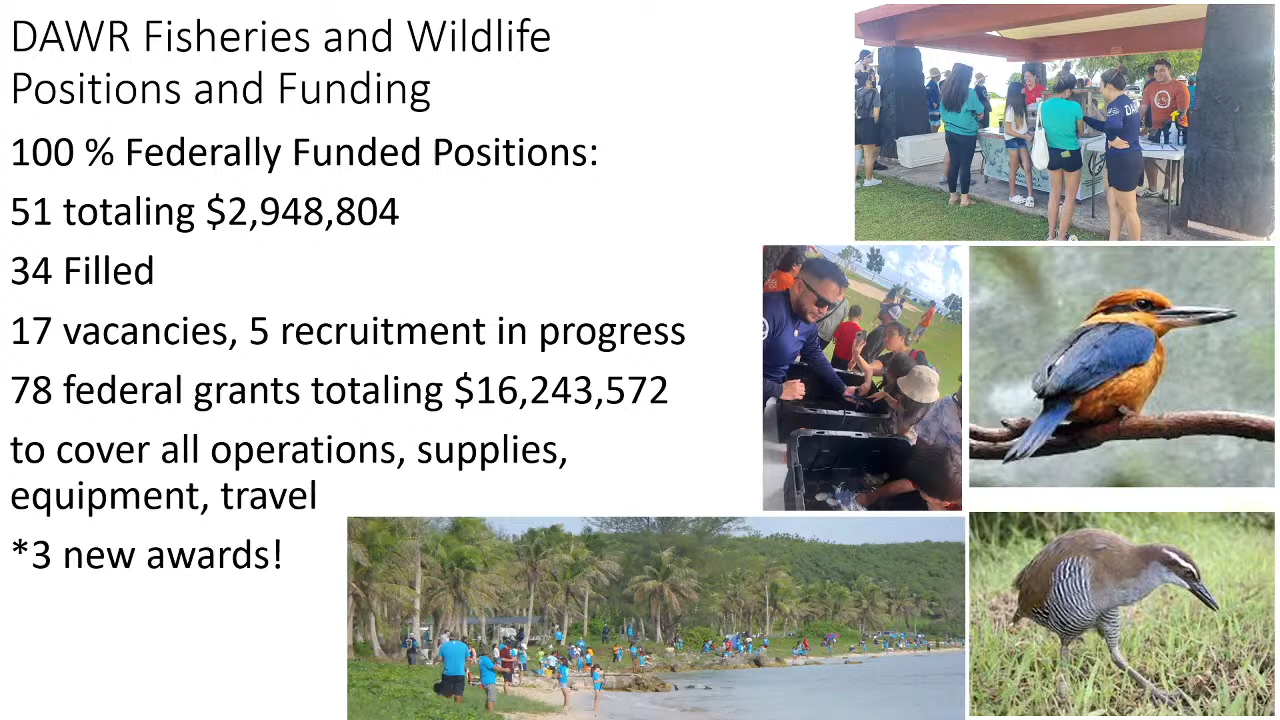 DAWR Fisheries and Wildlife
Positions and Funding
100 % Federally Funded Positions:
51 totaling $2,948,804
34 Filled
17 vacancies, 5 recruitment in progress
78 federal grants totaling $16,243,572
to cover all operations, supplies,
equipment, travel
*3 new awards!